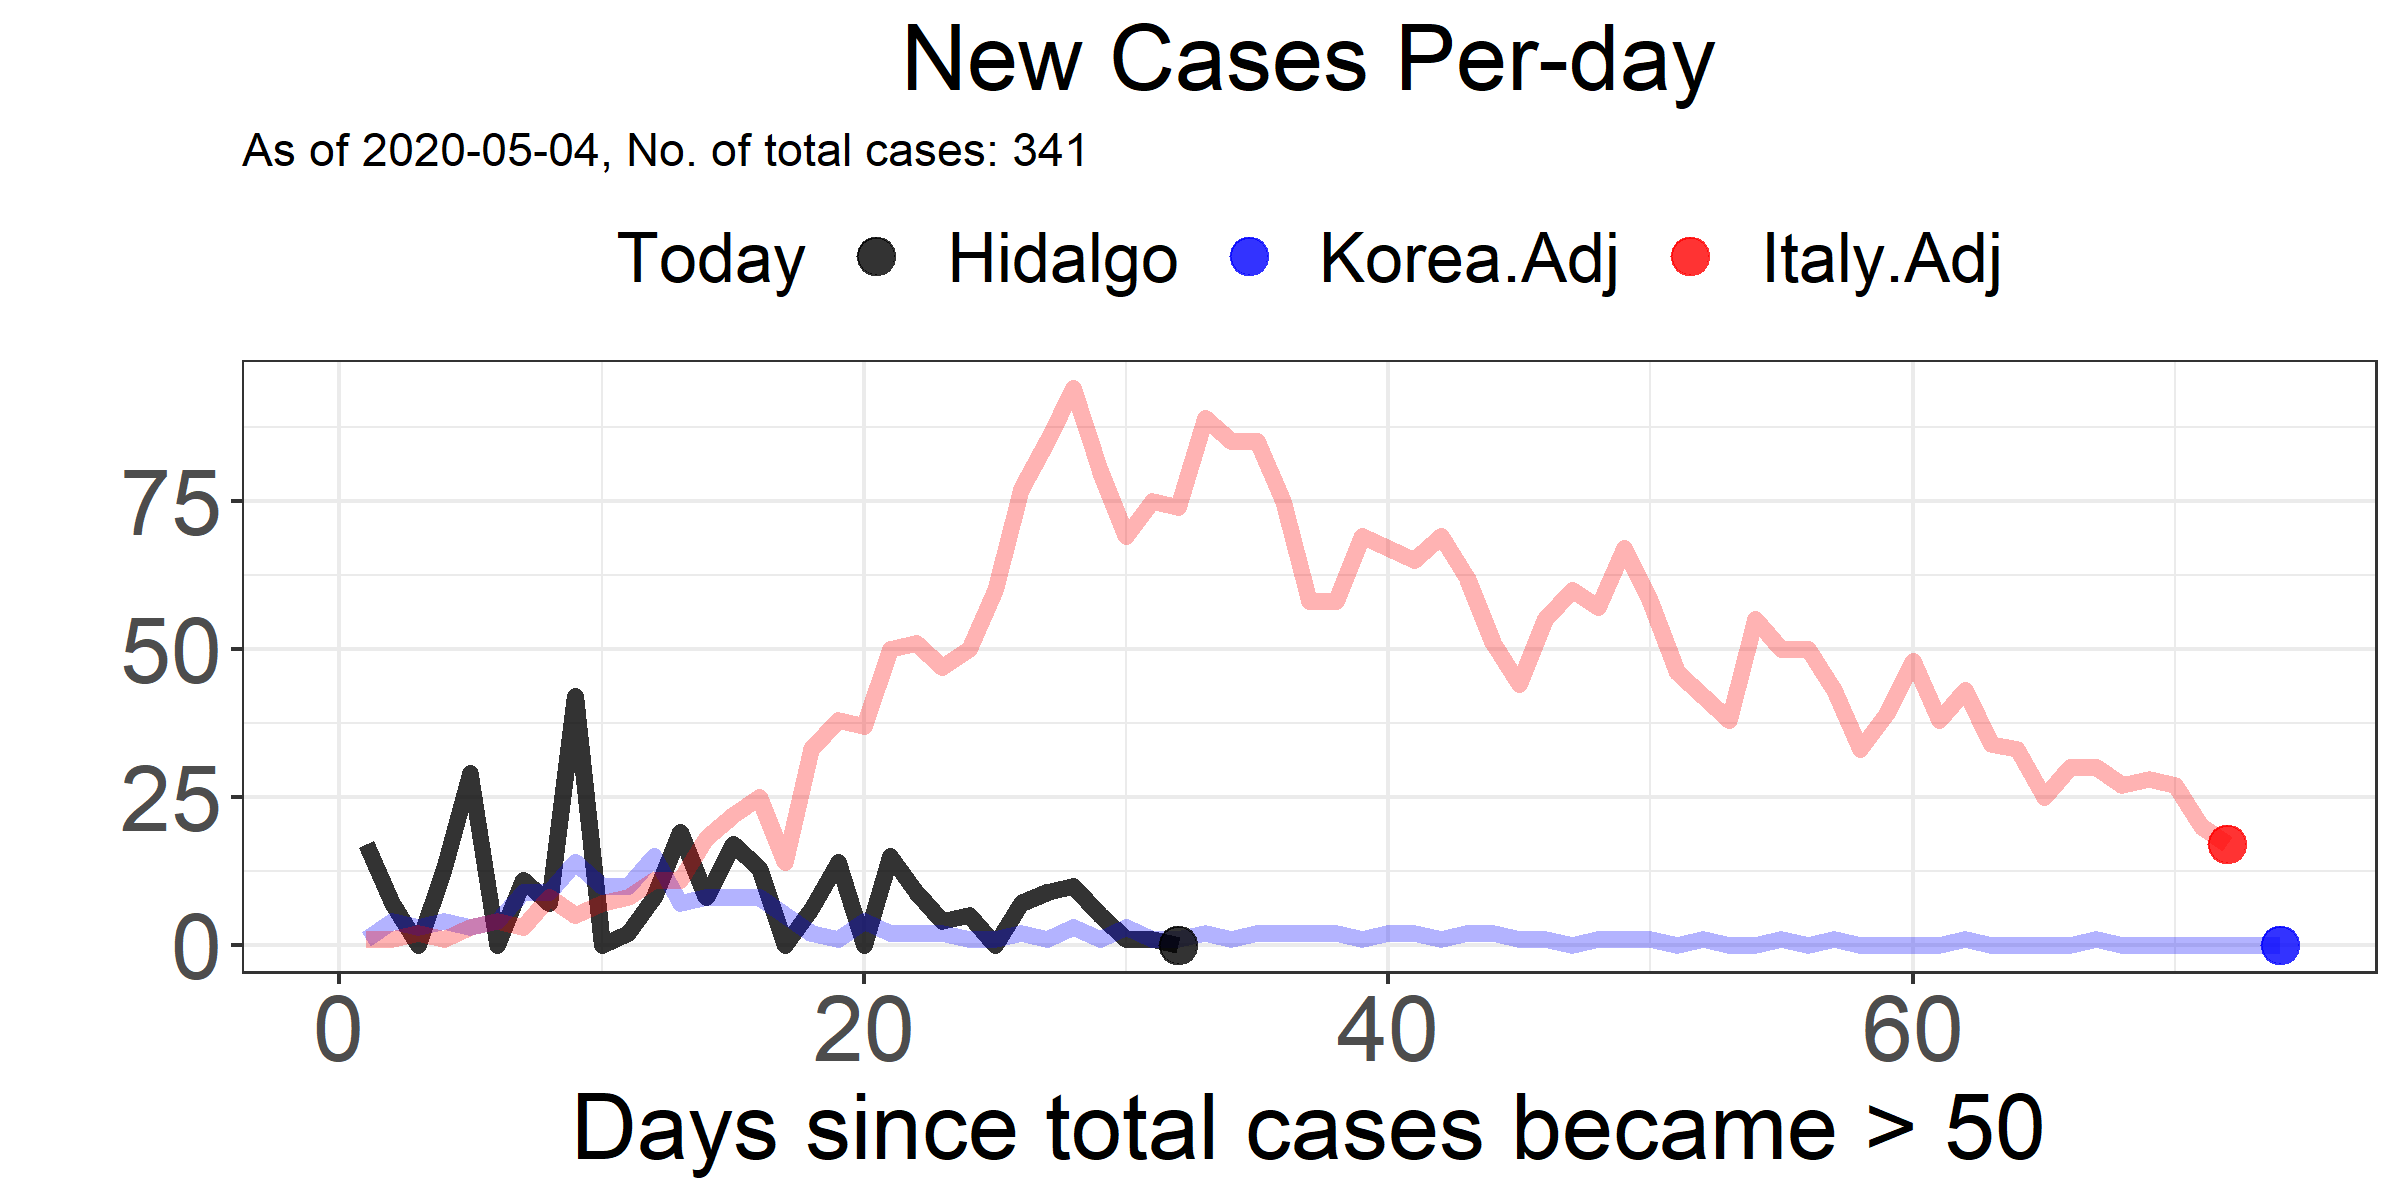 New Cases Per-day
As of 2020-05-04, No. of total cases: 341
Today Hidalgo Korea.Adj Italy.Adj
75
50
25
0
0 20 40 60
Days since total cases became > 50